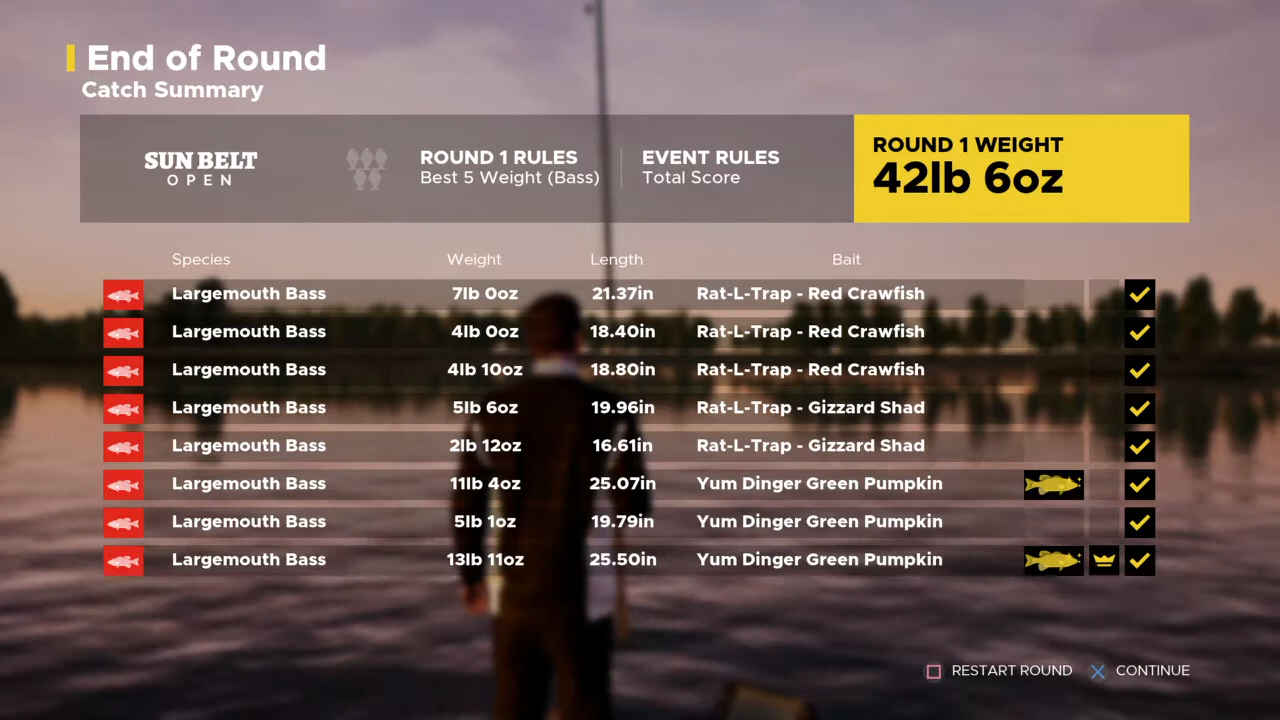 End of Round
Catch Summary
SUN BELT
OPEN
ROUND 1 RULES
Best 5 Weight (Bass)
EVENT RULES
Total Score
ROUND 1 WEIGHT
42lb 6oz
Species Weight Length Bait
Largemouth Bass 7lb 0oz 21.37in Rat-L-Trap - Red Crawfish
Largemouth Bass 4lb 0oz 18.40in Rat-L-Trap - Red Crawfish
Largemouth Bass 4lb 10oz 18.80in Rat-L-Trap - Red Crawfish
Largemouth Bass 5lb 6oz 19.96in Rat-L-Trap - Gizzard Shad
Largemouth Bass 2lb 12oz 16.61in Rat-L-Trap - Gizzard Shad
Largemouth Bass 11lb 4oz 25.07in Yum Dinger Green Pumpkin
Largemouth Bass 5lb 1oz 19.79in Yum Dinger Green Pumpkin
Largemouth Bass 13lb 11oz 25.50in Yum Dinger Green Pumpkin
RESTART ROUND CONTINUE